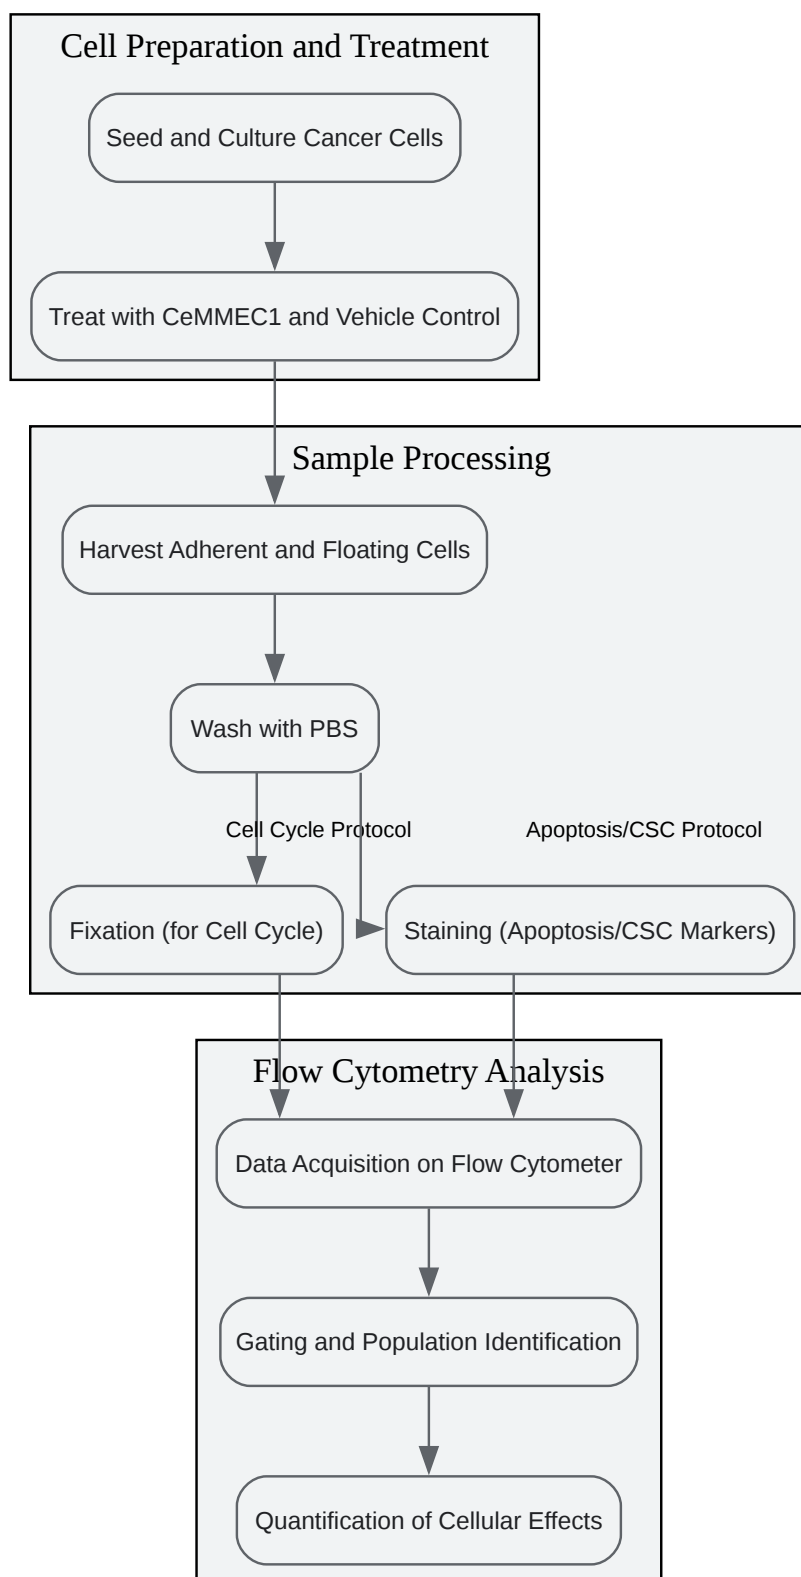 Cell Preparation and Treatment
Seed and Culture Cancer Cells
Treat with CeMMEC1 and Vehicle Control
Sample Processing
Harvest Adherent and Floating Cells
Wash with PBS
Cell Cycle Protocol
Apoptosis/CSC Protocol
Fixation (for Cell Cycle)
Staining (Apoptosis/CSC Markers)
Flow Cytometry Analysis
Data Acquisition on Flow Cytometer
Gating and Population Identification
Quantification of Cellular Effects